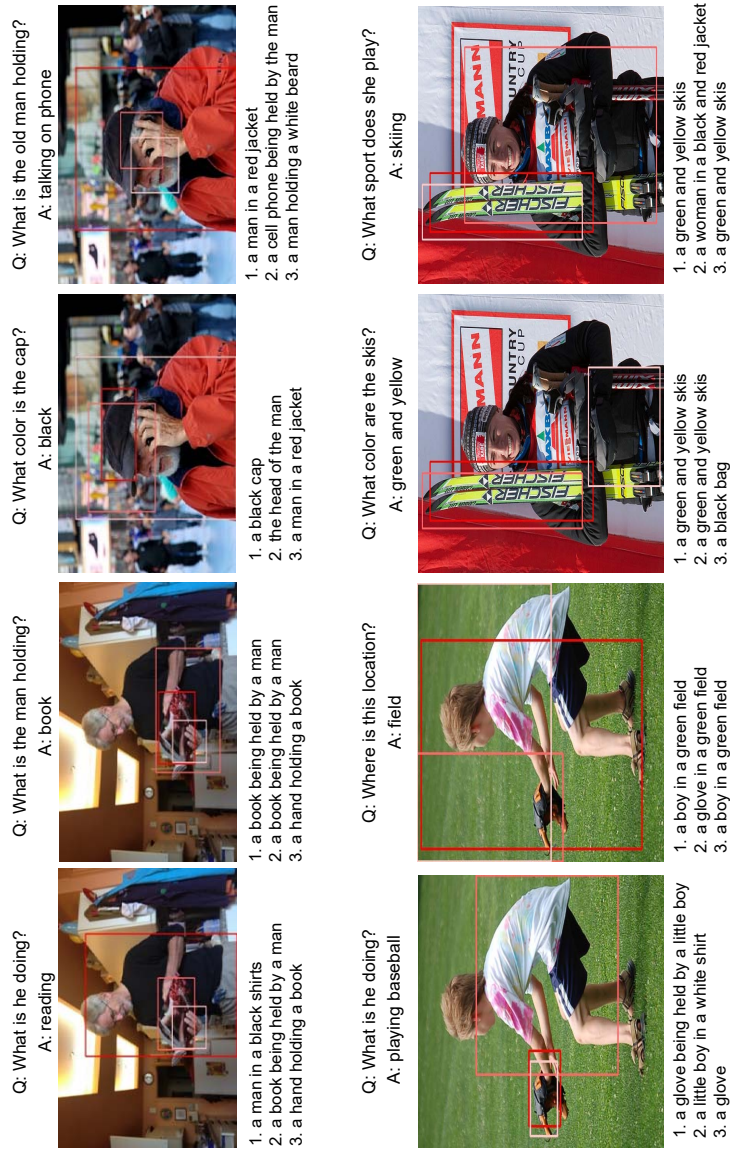 Q: What is he doing?
A: reading
1. a man in a black shirts
2. a book being held by a man
3. a hand holding a book
Q: What is the man holding?
A: book
1. a book being held by a man
2. a book being held by a man
3. a hand holding a book
Q: What color is the cap?
A: black
1. a black cap
2. the head of the man
3. a man in a red jacket
Q: What is the old man holding?
A: talking on phone
1. a man in a red jacket
2. a cell phone being held by the man
3. a man holding a white beard
Q: What is he doing?
A: playing baseball
1. a glove being held by a little boy
2. a little boy in a white shirt
3. a glove
Q: Where is this location?
A: field
1. a boy in a green field
2. a glove in a green field
3. a boy in a green field
Q: What color are the skis?
A: green and yellow
MANN
UNTRY
CUP
FISCHER
FISCHER
1. a green and yellow skis
2. a green and yellow skis
3. a black bag
Q: What sport does she play?
A: skiing
MANN
UNTRY
CUP
FISCHER
FISCHER
1. a green and yellow skis
2. a woman in a black and red jacket
3. a green and yellow skis